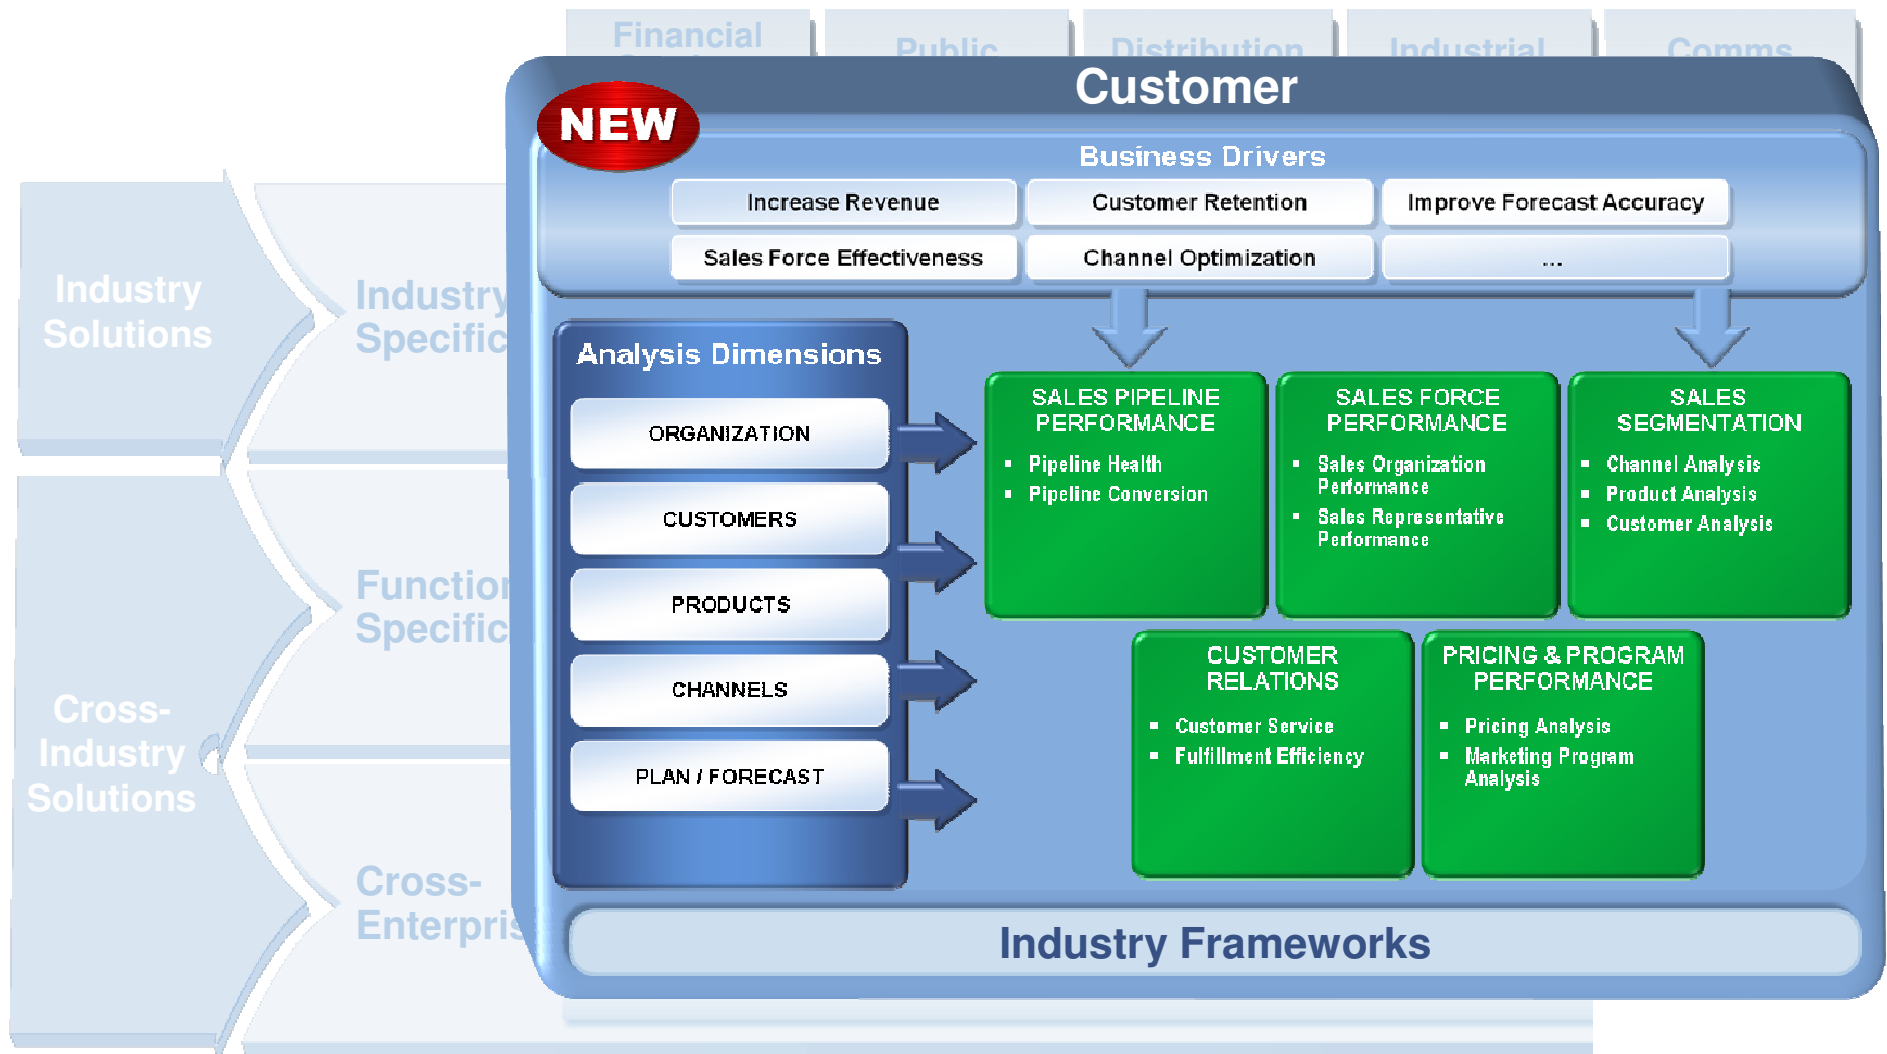 Financial
Public
Distribution
Industrial
Comms
Customer
NEW
Business Drivers
Increase Revenue
Customer Retention
Improve Forecast Accuracy
Sales Force Effectiveness
Channel Optimization
...
Industry
Solutions
Industry
Specific
Cross-
Industry
Solutions
Function
Specific
Cross-
Enterpris
Analysis Dimensions
ORGANIZATION
CUSTOMERS
PRODUCTS
CHANNELS
PLAN / FORECAST
SALES PIPELINE
PERFORMANCE
▪ Pipeline Health
▪ Pipeline Conversion
SALES FORCE
PERFORMANCE
▪ Sales Organization
Performance
▪ Sales Representative
Performance
SALES
SEGMENTATION
▪ Channel Analysis
▪ Product Analysis
▪ Customer Analysis
CUSTOMER
RELATIONS
▪ Customer Service
▪ Fulfillment Efficiency
PRICING & PROGRAM
PERFORMANCE
▪ Pricing Analysis
▪ Marketing Program
Analysis
Industry Frameworks